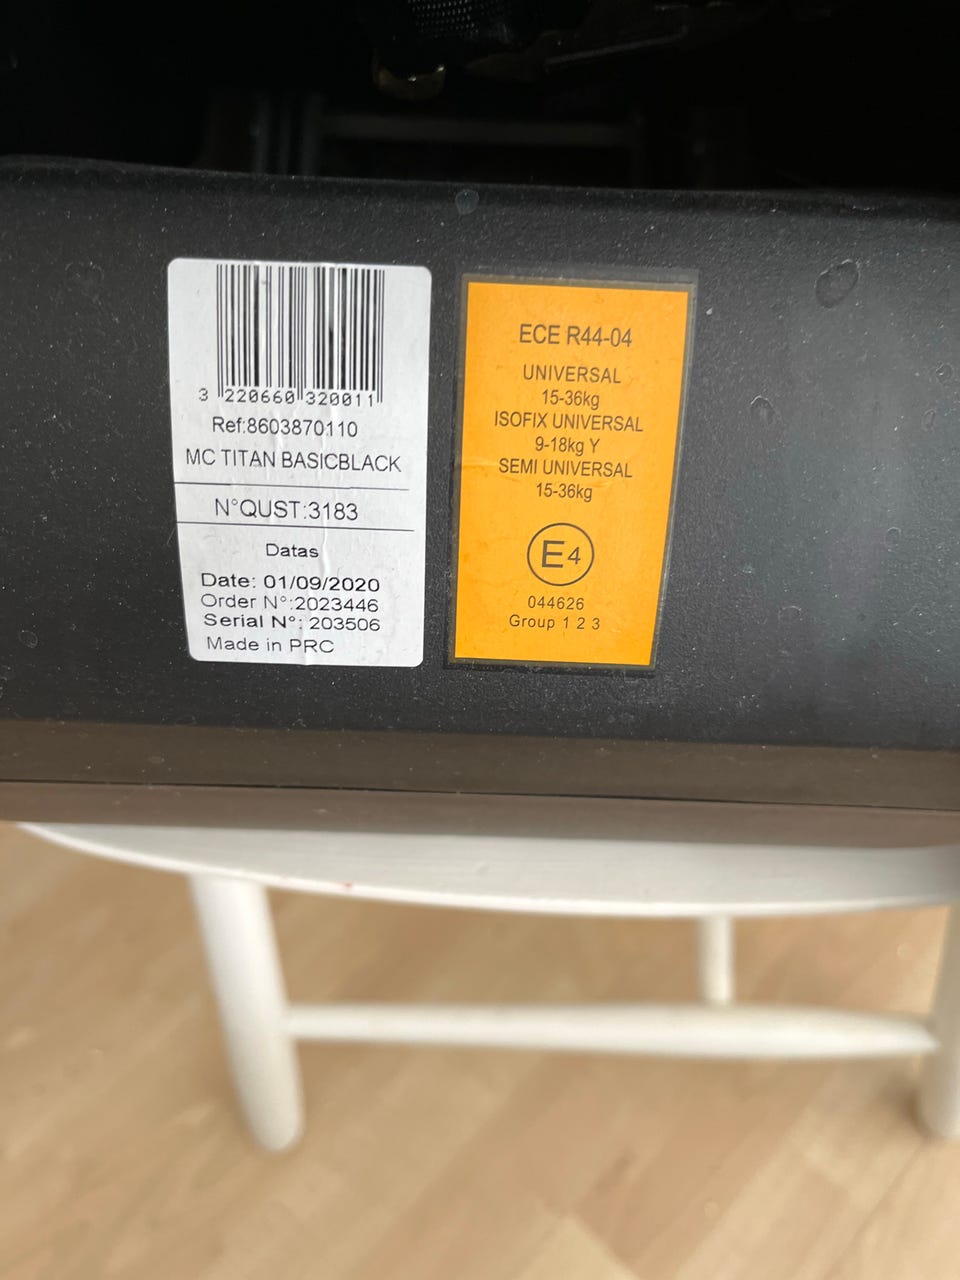 3 220660 320011
Ref:8603870110
MC TITAN BASICBLACK
N°QUST:3183
Datas
Date: 01/09/2020
Order N°:2023446
Serial N°: 203506
Made in PRC
ECE R44-04
UNIVERSAL
15-36kg
ISOFIX UNIVERSAL
9-18kg Y
SEMI UNIVERSAL
15-36kg
E4
044626
Group 1 2 3